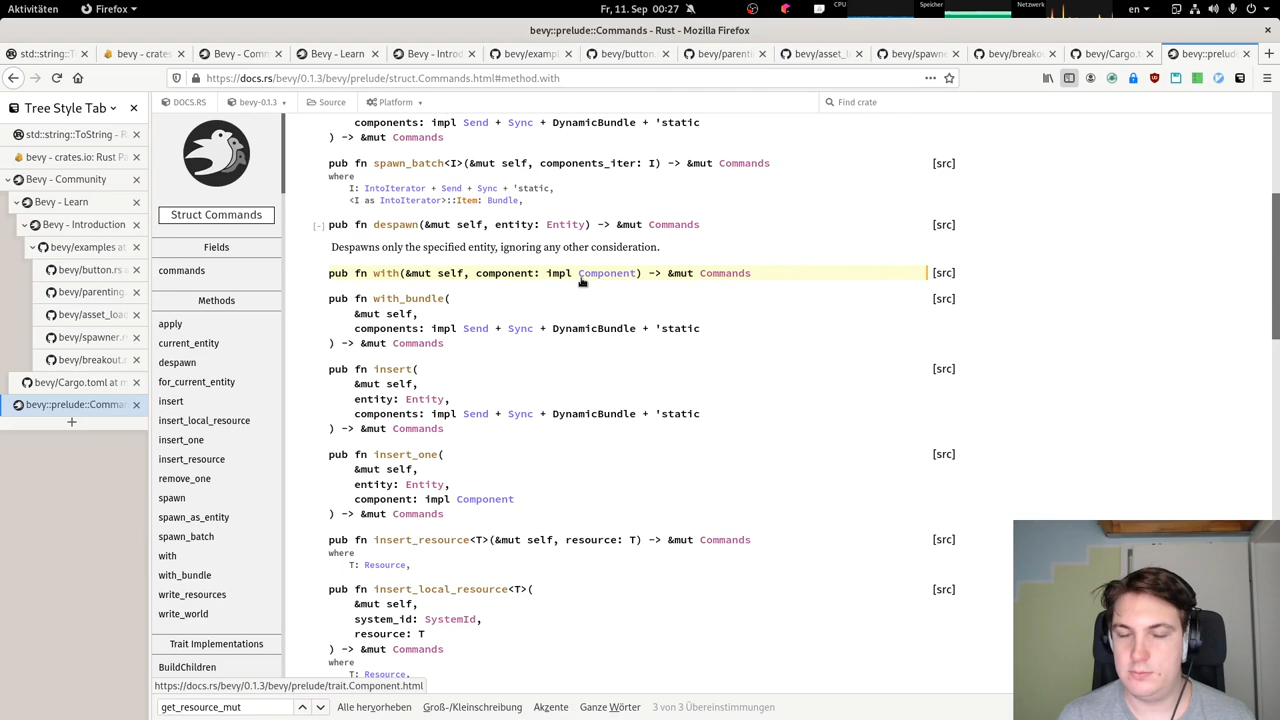 Aktivitäten
Firefox
Fr, 11. Sep 00:27
CPU
Speicher
Netzwerk
en
bevy::prelude::Commands - Rust - Mozilla Firefox
std::string::T
bevy - crates
Bevy - Comm
Bevy - Learn
Bevy - Introd
bevy/exampl
bevy/button.
bevy/parenti
bevy/asset_l
bevy/spawne
bevy/breako
bevy/Cargo.t
bevy::prelud
https://docs.rs/bevy/0.1.3/bevy/prelude/struct.Commands.html#method.with
Tree Style Tab
DOCS.RS
bevy-0.1.3
Source
Platform
Find crate
std::string::ToString - R
bevy - crates.io: Rust Pa
Bevy - Community
Bevy - Learn
Bevy - Introduction
bevy/examples at
bevy/button.rs a
bevy/parenting.
bevy/asset_loa
bevy/spawner.r
bevy/breakout.
bevy/Cargo.toml at m
bevy::prelude::Comma
Struct Commands
Fields
commands
Methods
apply
current_entity
despawn
for_current_entity
insert
insert_local_resource
insert_one
insert_resource
remove_one
spawn
spawn_as_entity
spawn_batch
with
with_bundle
write_resources
write_world
Trait Implementations
BuildChildren
components: impl Send + Sync + DynamicBundle + 'static
) -> &mut Commands
pub fn spawn_batch<I>(&mut self, components_iter: I) -> &mut Commands [src]
where
I: IntoIterator + Send + Sync + 'static,
<I as IntoIterator>::Item: Bundle,
[-] pub fn despawn(&mut self, entity: Entity) -> &mut Commands [src]
Despawns only the specified entity, ignoring any other consideration.
pub fn with(&mut self, component: impl Component) -> &mut Commands [src]
pub fn with_bundle( [src]
&mut self,
components: impl Send + Sync + DynamicBundle + 'static
) -> &mut Commands
pub fn insert( [src]
&mut self,
entity: Entity,
components: impl Send + Sync + DynamicBundle + 'static
) -> &mut Commands
pub fn insert_one( [src]
&mut self,
entity: Entity,
component: impl Component
) -> &mut Commands
pub fn insert_resource<T>(&mut self, resource: T) -> &mut Commands [src]
where
T: Resource,
pub fn insert_local_resource<T>( [src]
&mut self,
system_id: SystemId,
resource: T
) -> &mut Commands
where
T: Resource,
https://docs.rs/bevy/0.1.3/bevy/prelude/trait.Component.html
get_resource_mut
Alle hervorheben
Groß-/Kleinschreibung
Akzente
Ganze Wörter
3 von 3 Übereinstimmungen